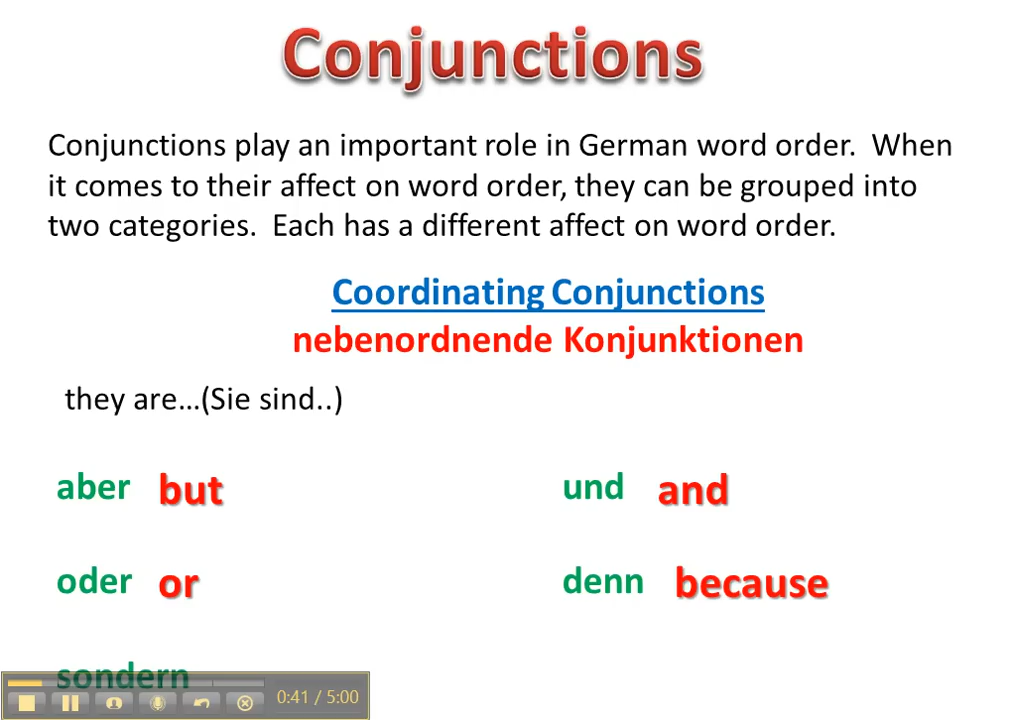 Conjunctions
Conjunctions play an important role in German word order. When
it comes to their affect on word order, they can be grouped into
two categories. Each has a different affect on word order.
Coordinating Conjunctions
nebenordnende Konjunktionen
they are…(Sie sind..)
aber but
und and
oder or
denn because
sondern
0:41 / 5:00